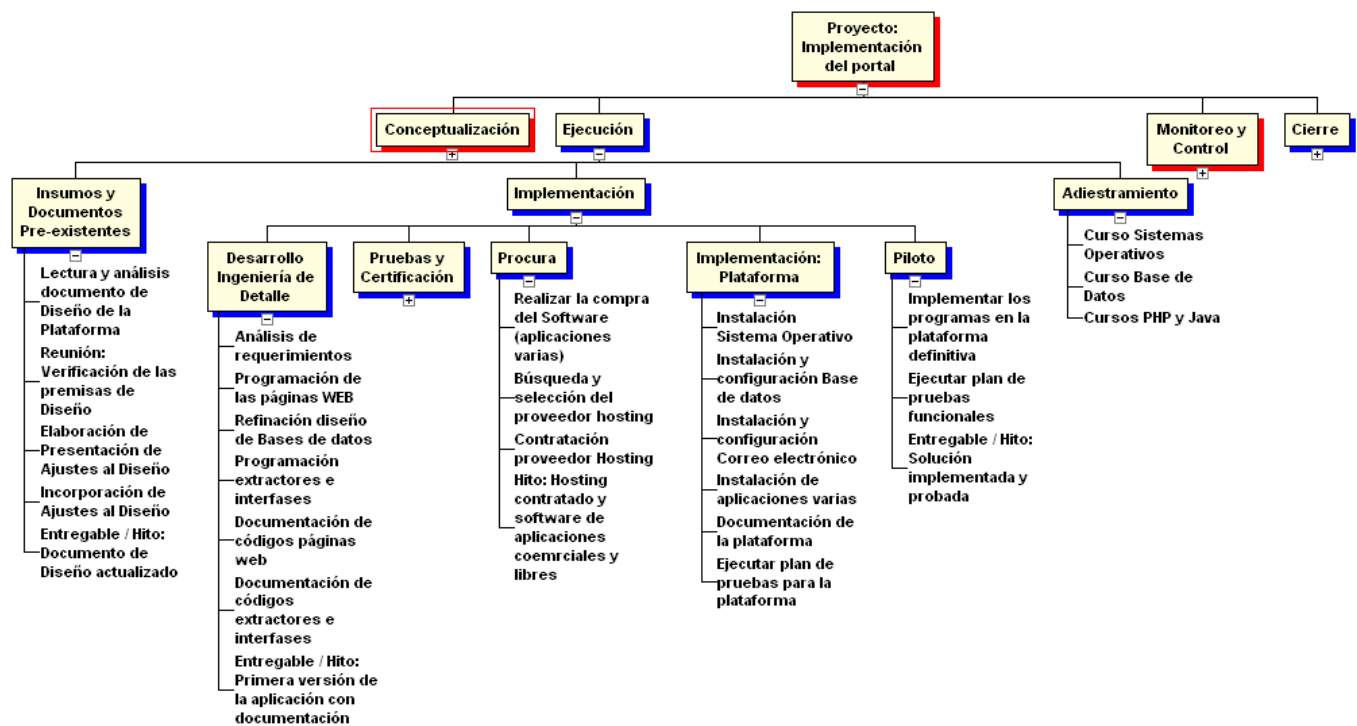 Proyecto:
Implementación
del portal
Conceptualización
Ejecución
Monitoreo y
Control
Cierre
Insumos y
Documentos
Pre-existentes
Implementación
Adiestramiento
Lectura y análisis
documento de
Diseño de la
Plataforma
Reunión:
Verificación de las
premisas de
Diseño
Elaboración de
Presentación de
Ajustes al Diseño
Incorporación de
Ajustes al Diseño
Entregable / Hito:
Documento de
Diseño actualizado
Desarrollo
Ingeniería de
Detalle
Análisis de
requerimientos
Programación de
las páginas WEB
Refinación diseño
de Bases de datos
Programación
extractores e
interfases
Documentación de
códigos páginas
web
Documentación de
códigos
extractores e
interfases
Entregable / Hito:
Primera versión de
la aplicación con
documentación
Pruebas y
Certificación
Procura
Realizar la compra
del Software
(aplicaciones
varias)
Búsqueda y
selección del
proveedor hosting
Contratación
proveedor Hosting
Hito: Hosting
contratado y
software de
aplicaciones
coemrciales y
libres
Implementación:
Plataforma
Instalación
Sistema Operativo
Instalación y
configuración Base
de datos
Instalación y
configuración
Correo electrónico
Instalación de
aplicaciones varias
Documentación de
la plataforma
Ejecutar plan de
pruebas para la
plataforma
Piloto
Implementar los
programas en la
plataforma
definitiva
Ejecutar plan de
pruebas
funcionales
Entregable / Hito:
Solución
implementada y
probada
Curso Sistemas
Operativos
Curso Base de
Datos
Cursos PHP y Java